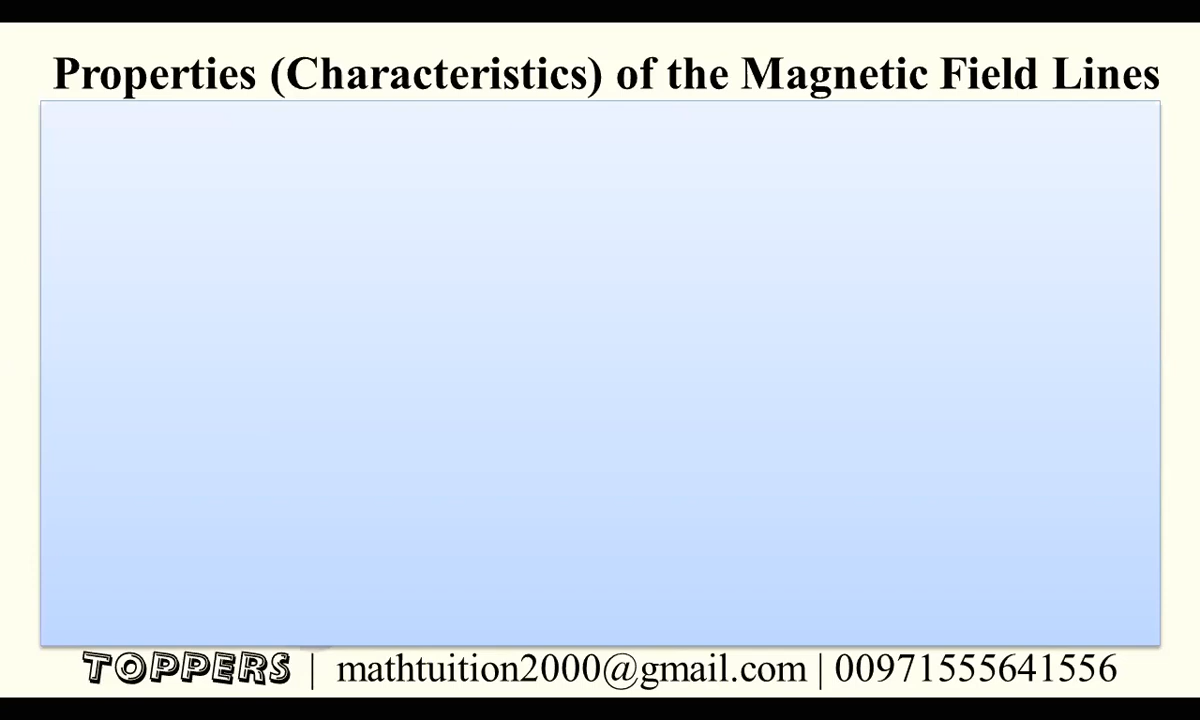 Properties (Characteristics) of the Magnetic Field Lines
TOPPERS | mathtuition2000@gmail.com | 00971555641556